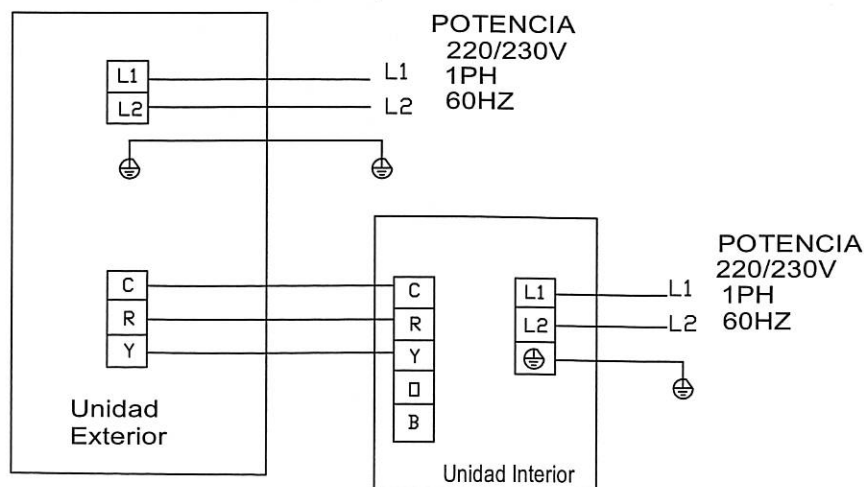 POTENCIA
220/230V
L1 L1 1PH
L2 L2 60HZ
POTENCIA
220/230V
C C L1 L1 1PH
R R L2 L2 60HZ
Y Y
O
B
Unidad
Exterior
Unidad Interior